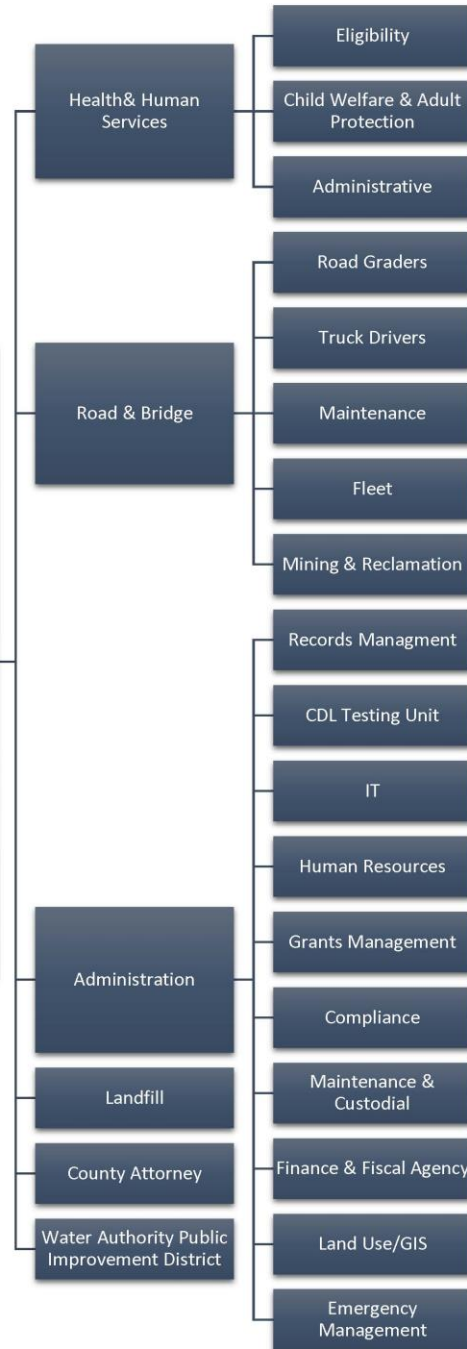 Health& Human
Services
Eligibility
Child Welfare & Adult
Protection
Administrative
Road & Bridge
Road Graders
Truck Drivers
Maintenance
Fleet
Mining & Reclamation
Administration
Records Managment
CDL Testing Unit
IT
Human Resources
Grants Management
Compliance
Maintenance &
Custodial
Finance & Fiscal Agency
Land Use/GIS
Emergency
Management
Landfill
County Attorney
Water Authority Public
Improvement District